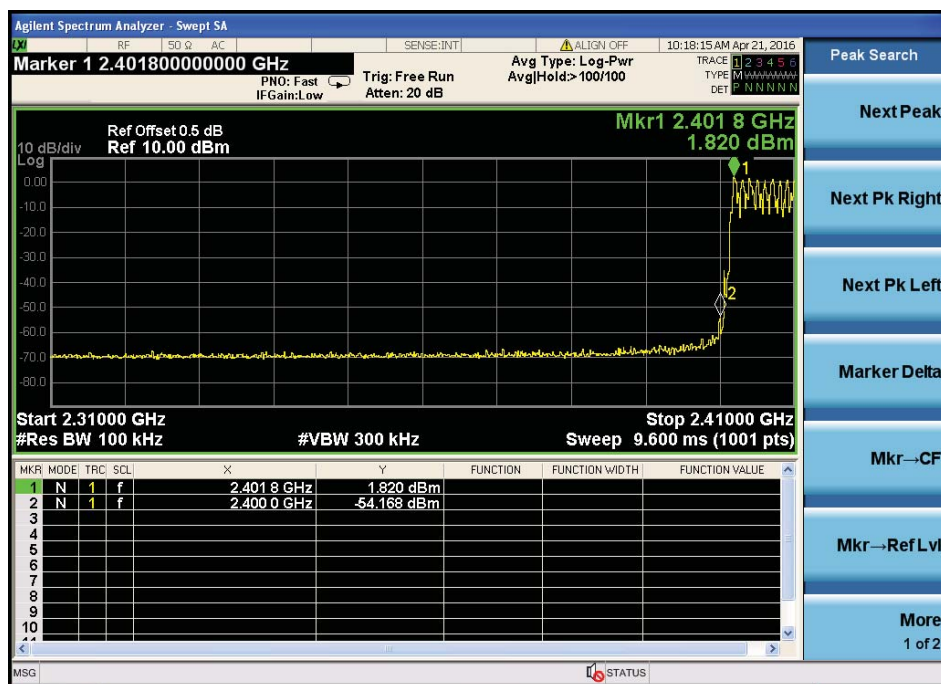 Agilent Spectrum Analyzer - Swept SA
LXI RF 50 Ω AC SENSE:INT ALIGN OFF 10:18:15 AM Apr 21, 2016
Marker 1 2.401800000000 GHz
PNO: Fast
IFGain:Low
Trig: Free Run
Atten: 20 dB
Avg Type: Log-Pwr
Avg|Hold:>100/100
TRACE 1 2 3 4 5 6
TYPE M
DET P N N N N N
Peak Search
Next Peak
Next Pk Right
Next Pk Left
Marker Delta
Mkr→CF
Mkr→Ref Lvl
More
1 of 2
Mkr1 2.401 8 GHz
1.820 dBm
Ref Offset 0.5 dB
10 dB/div Ref 10.00 dBm
Log
0.00
-10.0
-20.0
-30.0
-40.0
-50.0
-60.0
-70.0
-80.0
1
2
Start 2.31000 GHz Stop 2.41000 GHz
#Res BW 100 kHz #VBW 300 kHz Sweep 9.600 ms (1001 pts)
MKR MODE TRC SCL X Y FUNCTION FUNCTION WIDTH FUNCTION VALUE
1 N 1 f 2.401 8 GHz 1.820 dBm
2 N 1 f 2.400 0 GHz -54.168 dBm
3
4
5
6
7
8
9
10
11
MSG STATUS